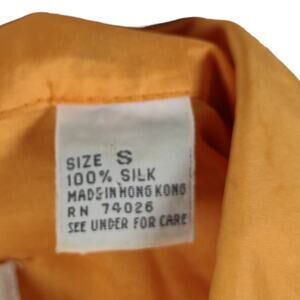 SIZE S
100% SILK
MADE IN HONG KONG
RN 74026
SEE UNDER FOR CARE